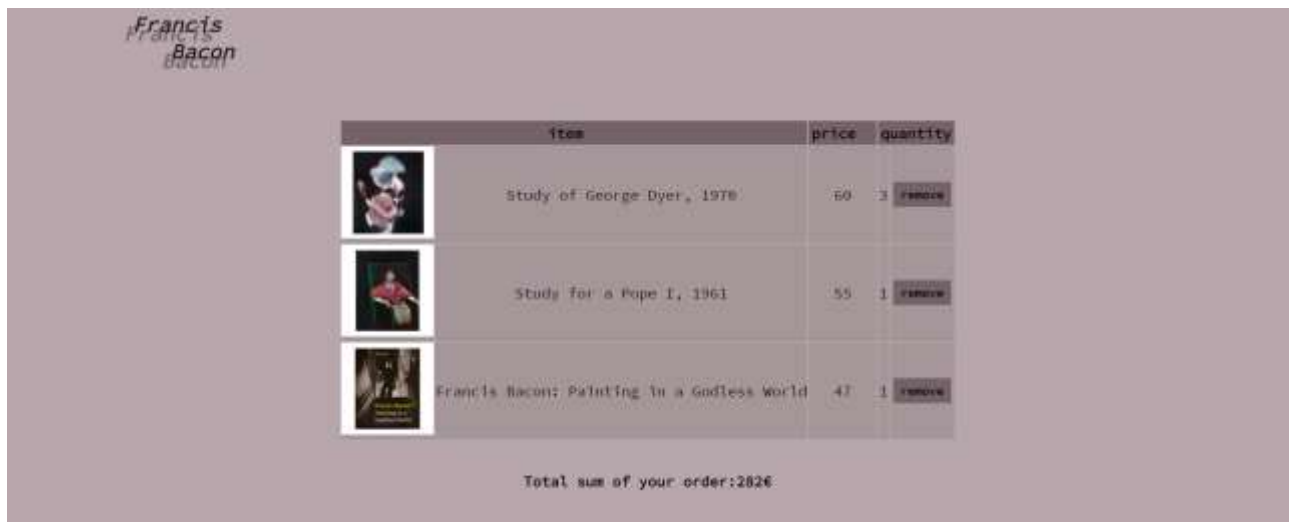 Francis
Bacon
item price quantity
Study of George Dyer, 1970 60 3 remove
Study for a Pope I, 1961 55 1 remove
Francis Bacon: Painting in a Godless World 47 1 remove
Total sum of your order:282€